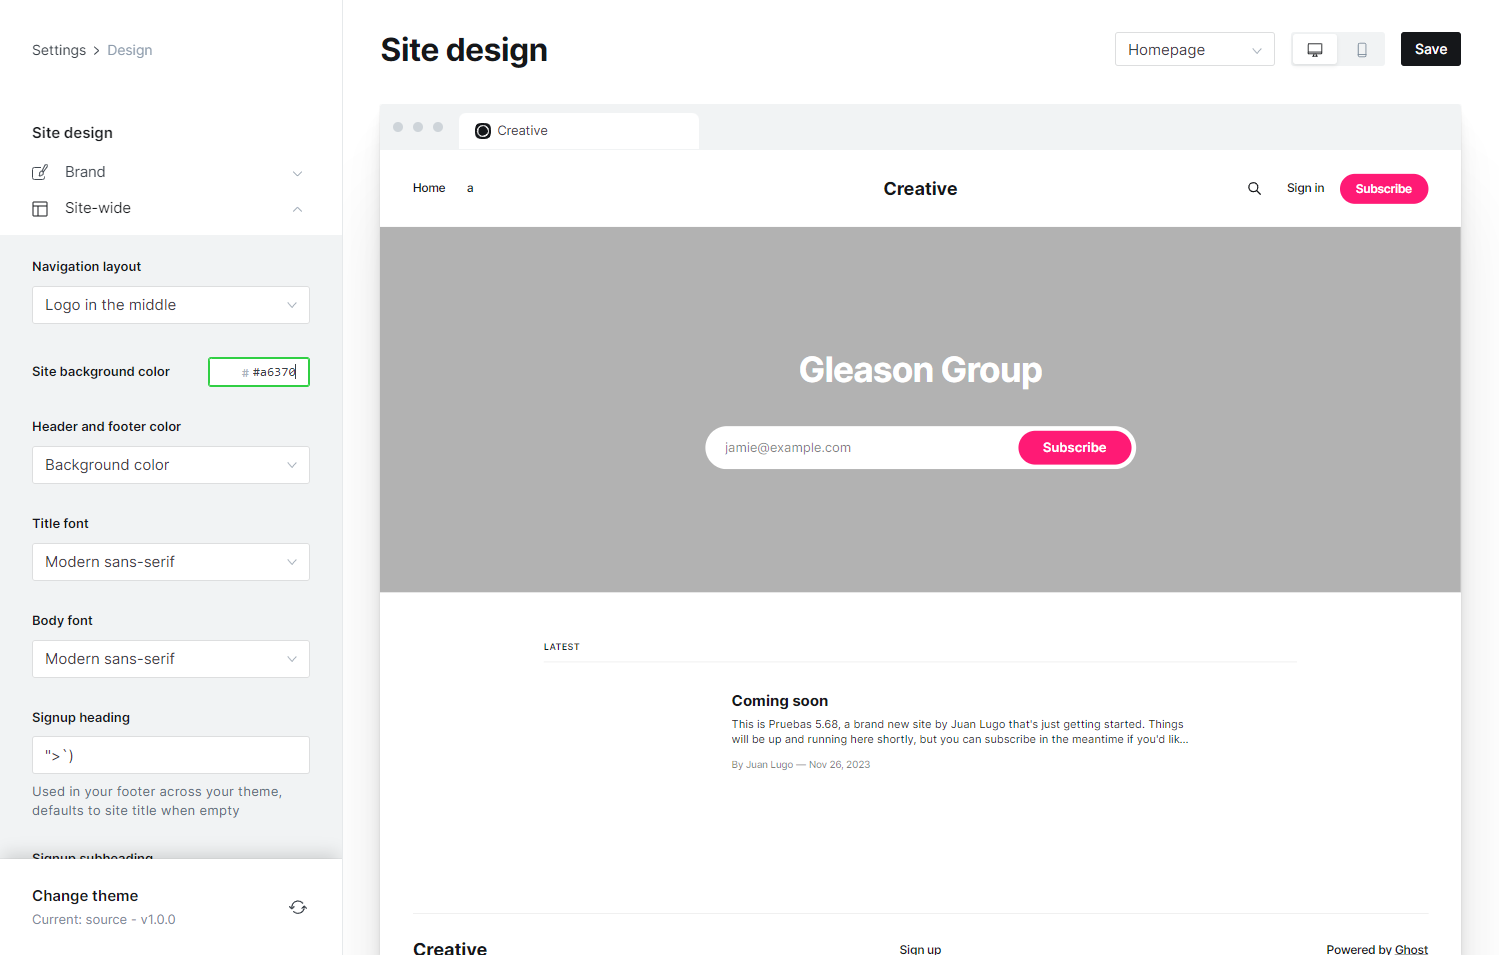 Settings > Design
Site design
Brand
Site-wide
Navigation layout
Logo in the middle
Site background color
# #a6370
Header and footer color
Background color
Title font
Modern sans-serif
Body font
Modern sans-serif
Signup heading
">`)
Used in your footer across your theme,
defaults to site title when empty
Signup subheading
Change theme
Current: source - v1.0.0
Site design
Homepage
Save
Creative
Home a
Creative
Sign in
Subscribe
Gleason Group
jamie@example.com
Subscribe
LATEST
Coming soon
This is Pruebas 5.68, a brand new site by Juan Lugo that's just getting started. Things
will be up and running here shortly, but you can subscribe in the meantime if you'd lik...
By Juan Lugo — Nov 26, 2023
Creative
Sign up
Powered by Ghost